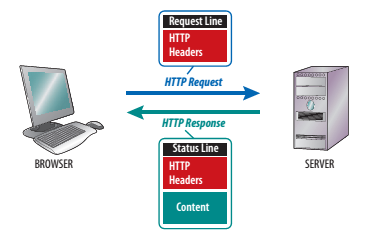 Request Line
HTTP
Headers
HTTP Request
HTTP Response
BROWSER
SERVER
Status Line
HTTP
Headers
Content